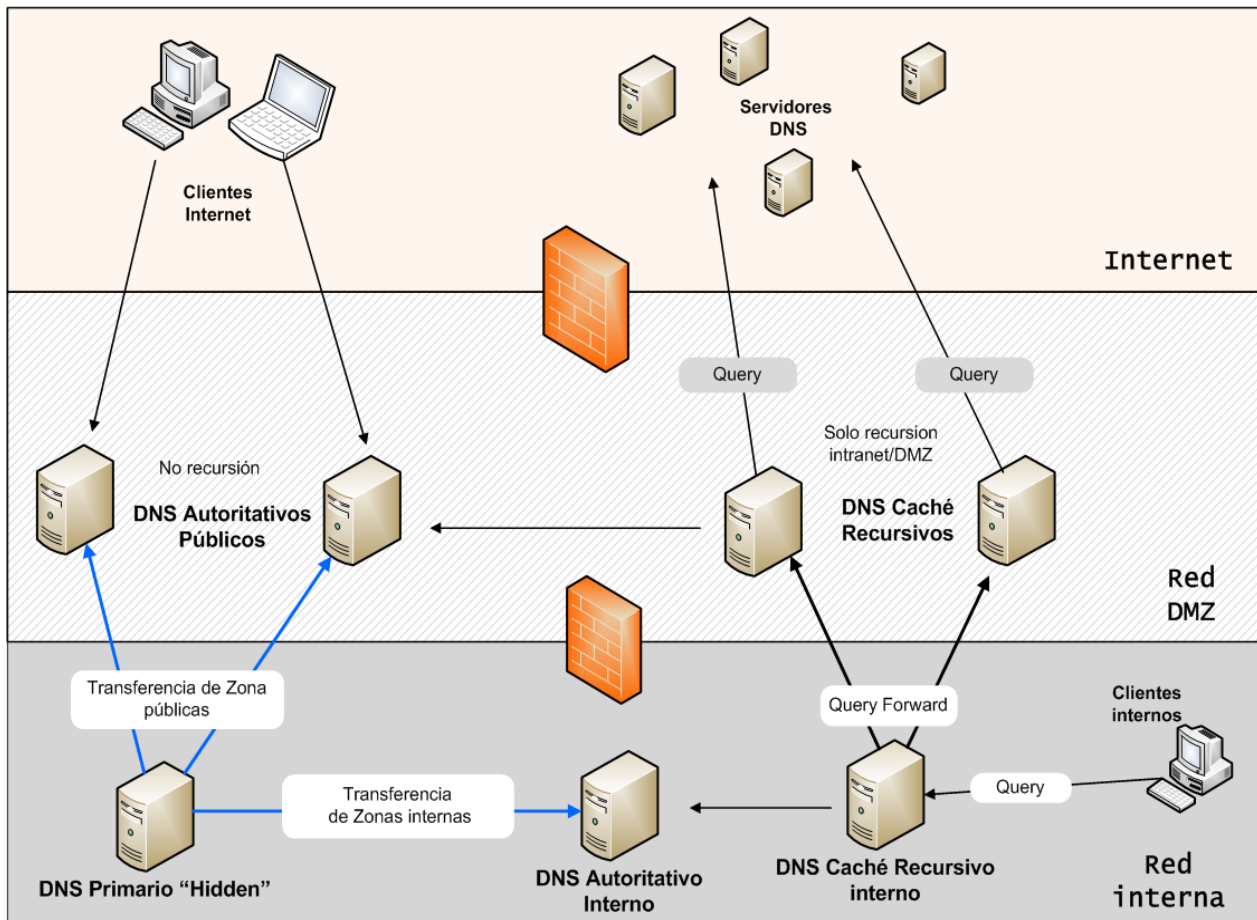 Servidores
DNS
Clientes
Internet
Internet
Query
Query
No recursión
DNS Autoritativos
Públicos
Solo recursion
intranet/DMZ
DNS Caché
Recursivos
Red
DMZ
Transferencia de Zona
públicas
Query Forward
Clientes
internos
Query
Transferencia
de Zonas internas
DNS Primario “Hidden”
DNS Autoritativo
Interno
DNS Caché Recursivo
interno
Red
interna